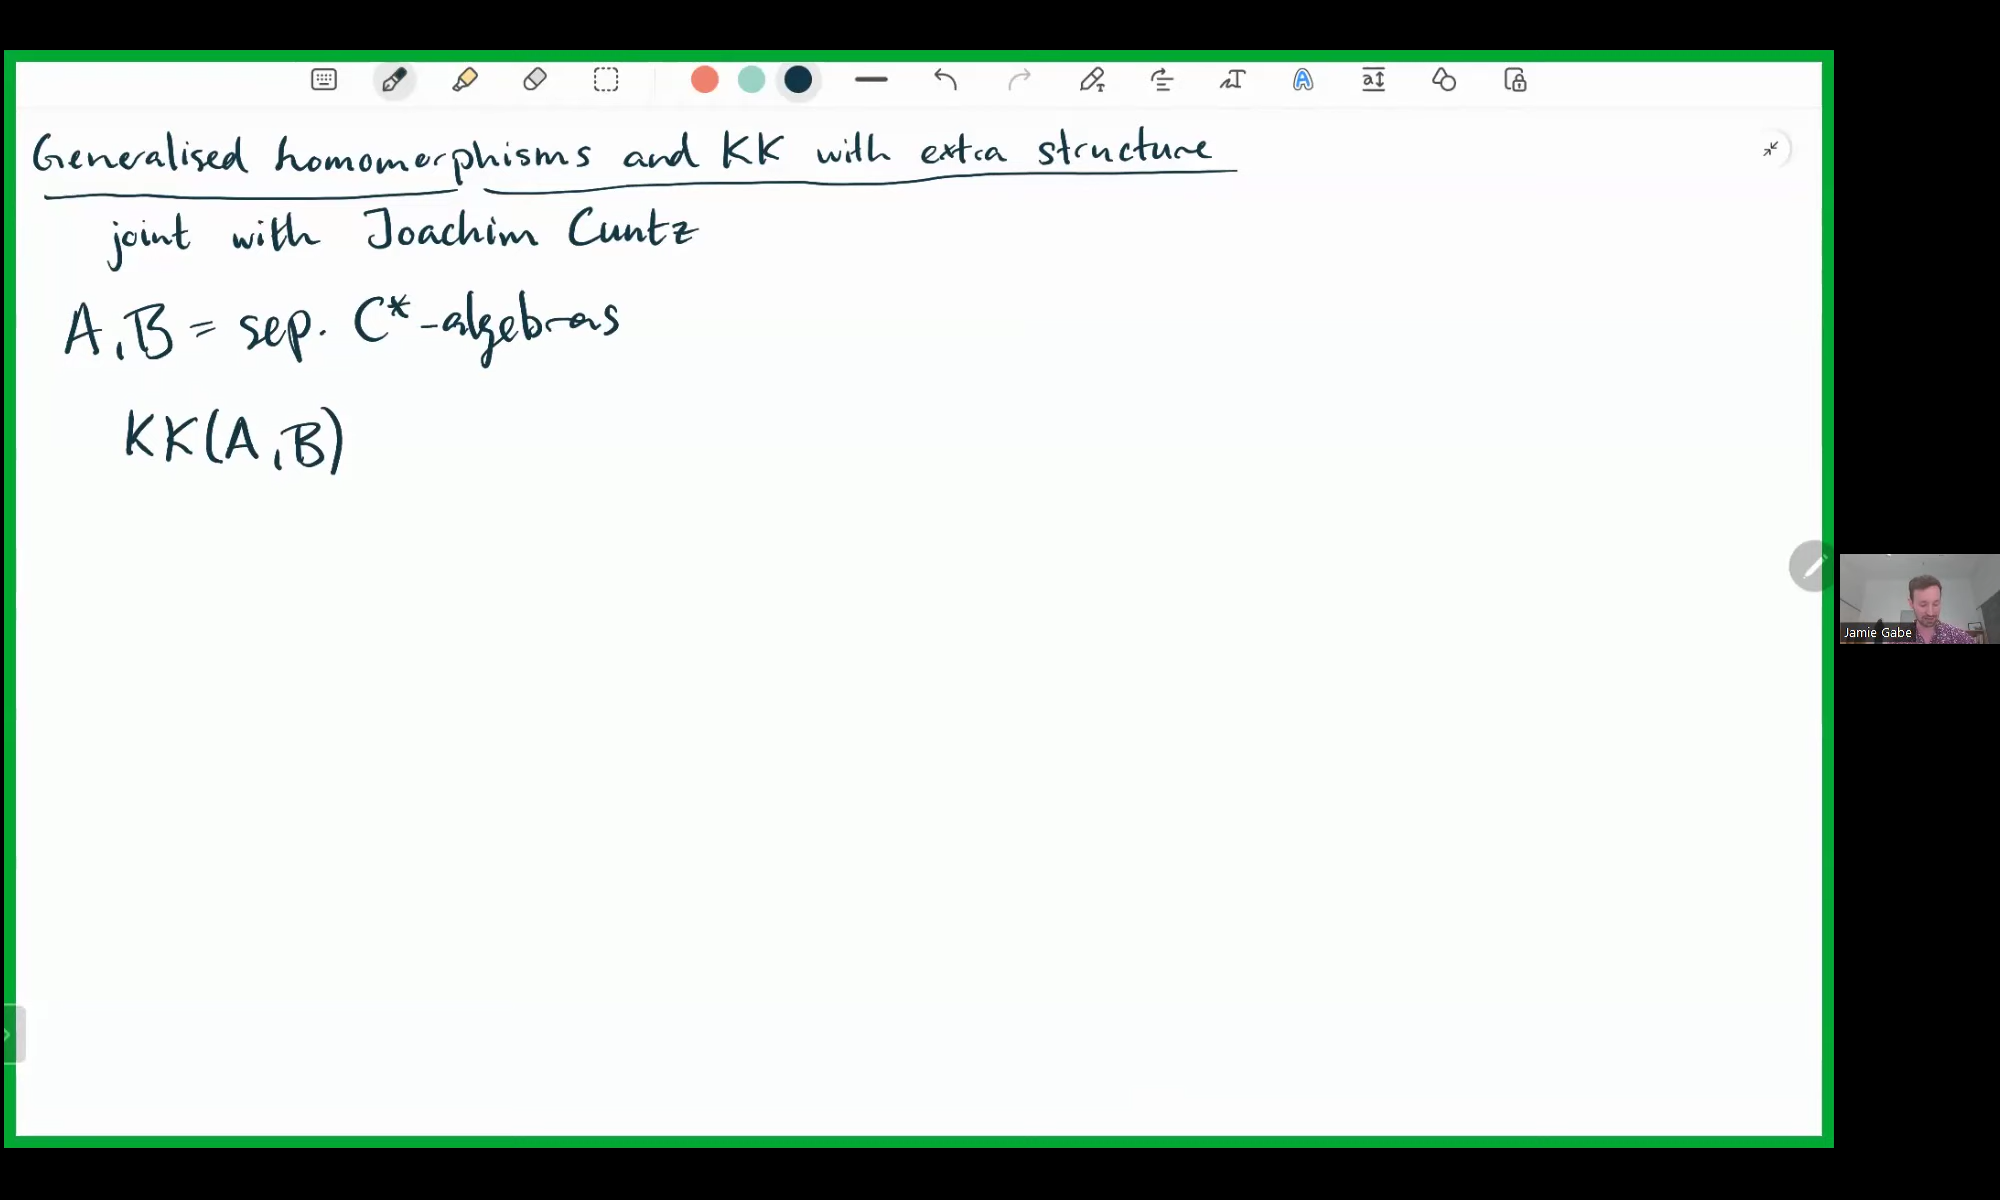 Generalised homomorphisms and KK with extra structure
joint with Joachim Cuntz
A, B = sep. C*-algebras
KK(A, B)
Jamie Gabe